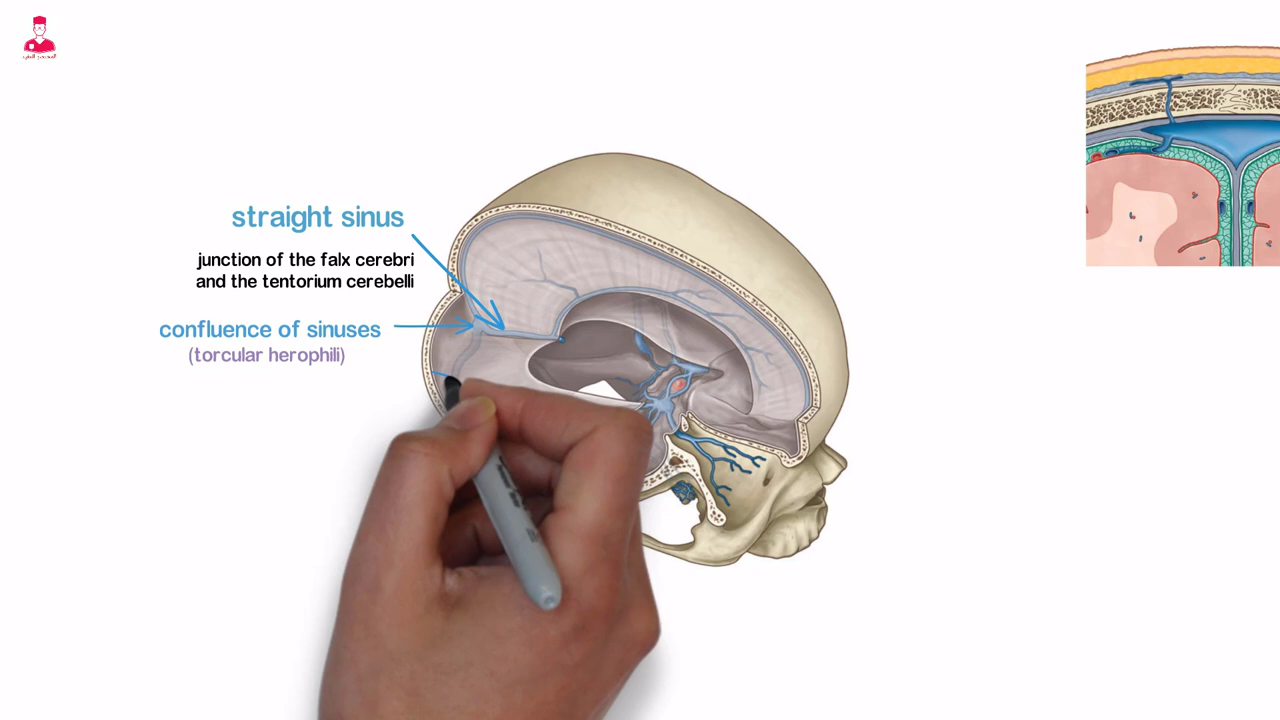 straight sinus
junction of the falx cerebri
and the tentorium cerebelli
confluence of sinuses
(torcular herophili)